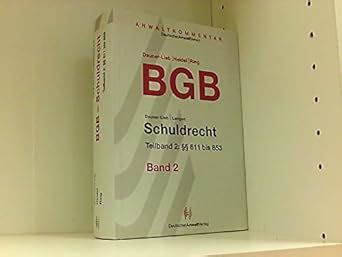 ANWALTKOMMENTAR
DeutscherAnwaltVerein
Dauner-Lieb | Heidel | Ring
BGB
Dauner-Lieb | Langen
Schuldrecht
Teilband 2: §§ 611 bis 853
Band 2
DeutscherAnwaltVerlag
BGB - Schuldrecht